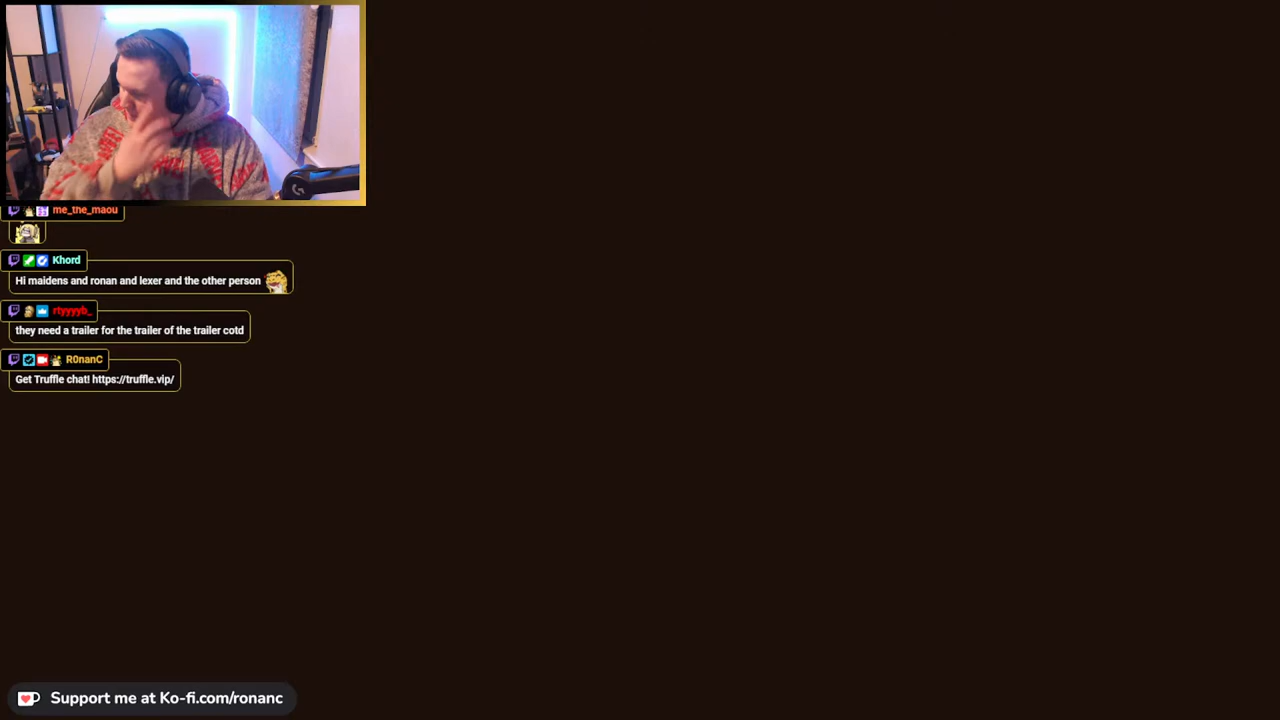 me_the_maou
Khord
Hi maidens and ronan and lexer and the other person
rtyyyyb_
they need a trailer for the trailer of the trailer cotd
R0nanC
Get Truffle chat! https://truffle.vip/
Support me at Ko-fi.com/ronanc